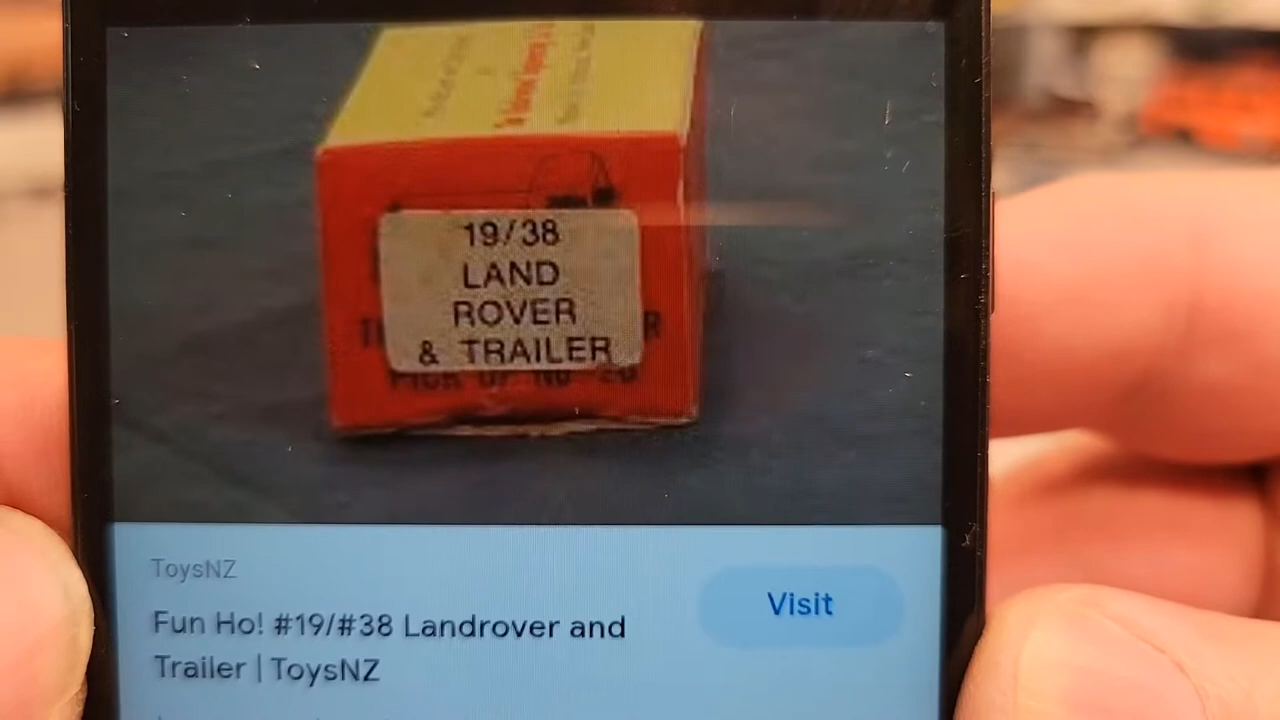 19/38
LAND
ROVER
& TRAILER
ToysNZ
Visit
Fun Ho! #19/#38 Landrover and
Trailer | ToysNZ